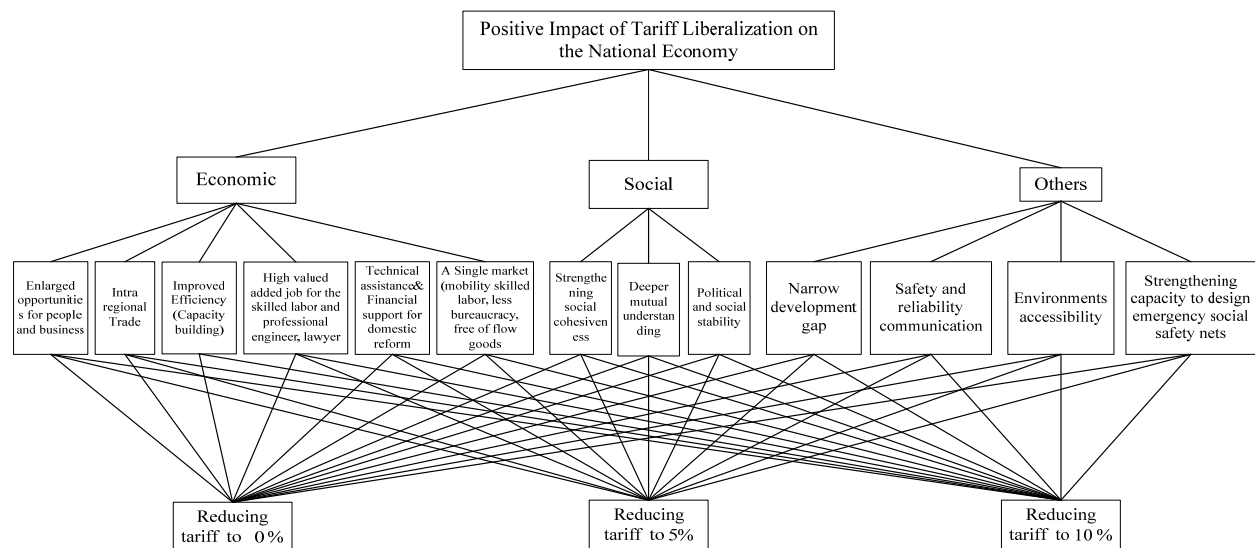 Positive Impact of Tariff Liberalization on
the National Economy
Economic
Social
Others
Enlarged
opportunitie
s for people
and business
Intra
regional
Trade
Improved
Efficiency
(Capacity
building)
High valued
added job for the
skilled labor and
professional
engineer, lawyer
Technical
assistance&
Financial
support for
domestic
reform
A Single market
(mobility skilled
labor, less
bureaucracy,
free of flow
goods
Strengthe
ning
social
cohesiven
ess
Deeper
mutual
understan
ding
Political
and social
stability
Narrow
development
gap
Safety and
reliability
communication
Environments
accessibility
Strengthening
capacity to design
emergency social
safety nets
Reducing
tariff to 0%
Reducing
tariff to 5%
Reducing
tariff to 10%